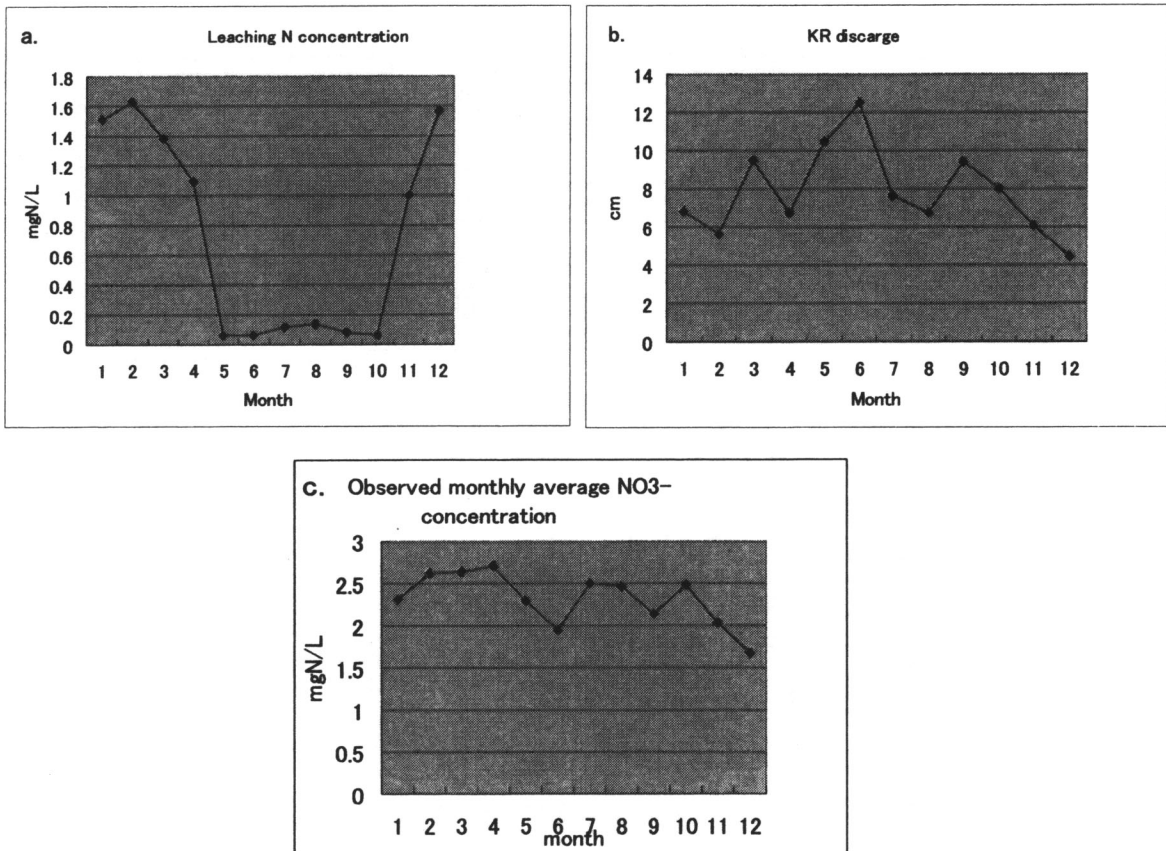 a. Leaching N concentration
1.8
1.6
1.4
1.2
1
0.8
0.6
0.4
0.2
0
mgN/L
1 2 3 4 5 6 7 8 9 10 11 12
Month
b. KR discarge
14
12
10
8
6
4
2
0
cm
1 2 3 4 5 6 7 8 9 10 11 12
Month
c. Observed monthly average NO3-
concentration
3
2.5
2
1.5
1
0.5
0
mgN/L
1 2 3 4 5 6 7 8 9 10 11 12
month